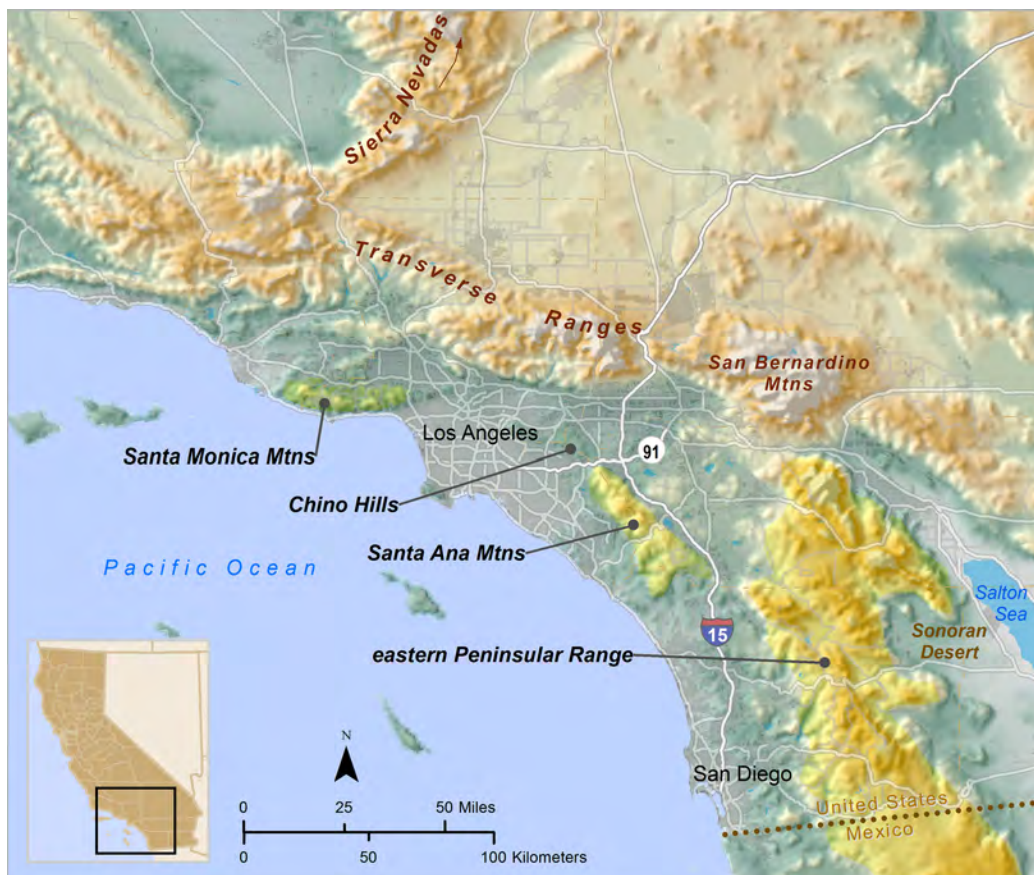 Sierra Nevadas
Transverse
Ranges
San Bernardino
Mtns
Los Angeles
91
Santa Monica Mtns
Chino Hills
Santa Ana Mtns
Pacific Ocean
Salton
Sea
15
Sonoran
Desert
eastern Peninsular Range
N
San Diego
United States
Mexico
0 25 50 Miles
0 50 100 Kilometers